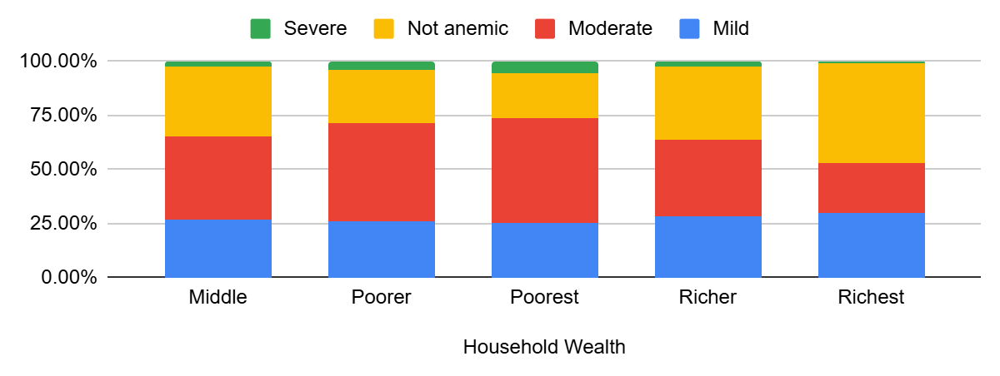 Severe Not anemic Moderate Mild
100.00%
75.00%
50.00%
25.00%
0.00%
Middle Poorer Poorest Richer Richest
Household Wealth